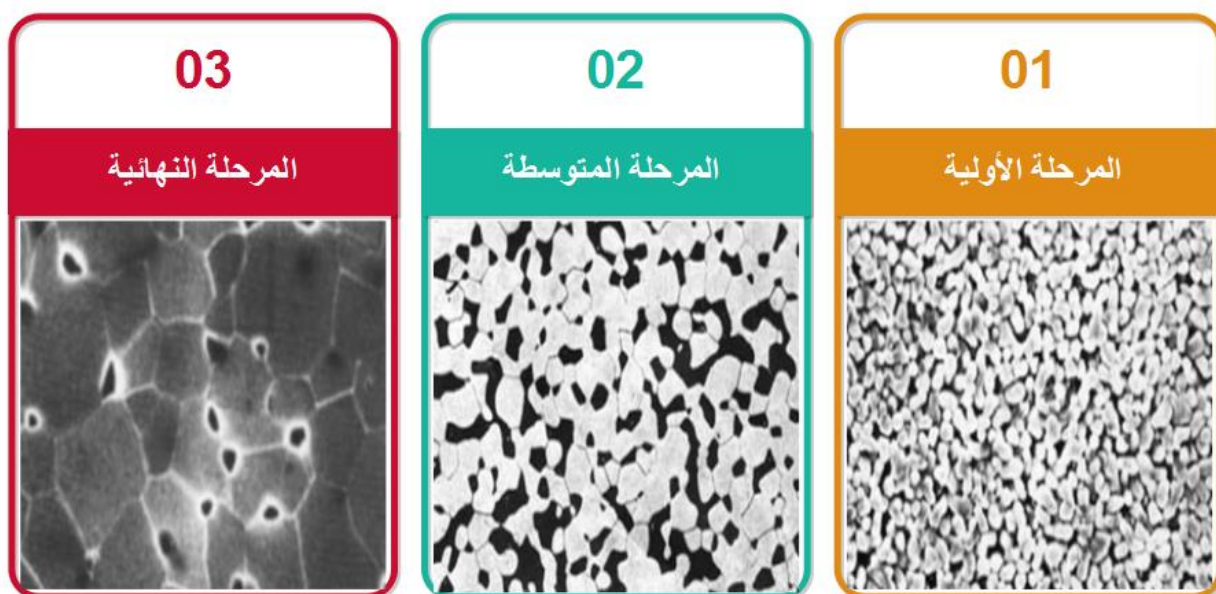 01
المرحلة الأولية
02
المرحلة المتوسطة
03
المرحلة النهائية